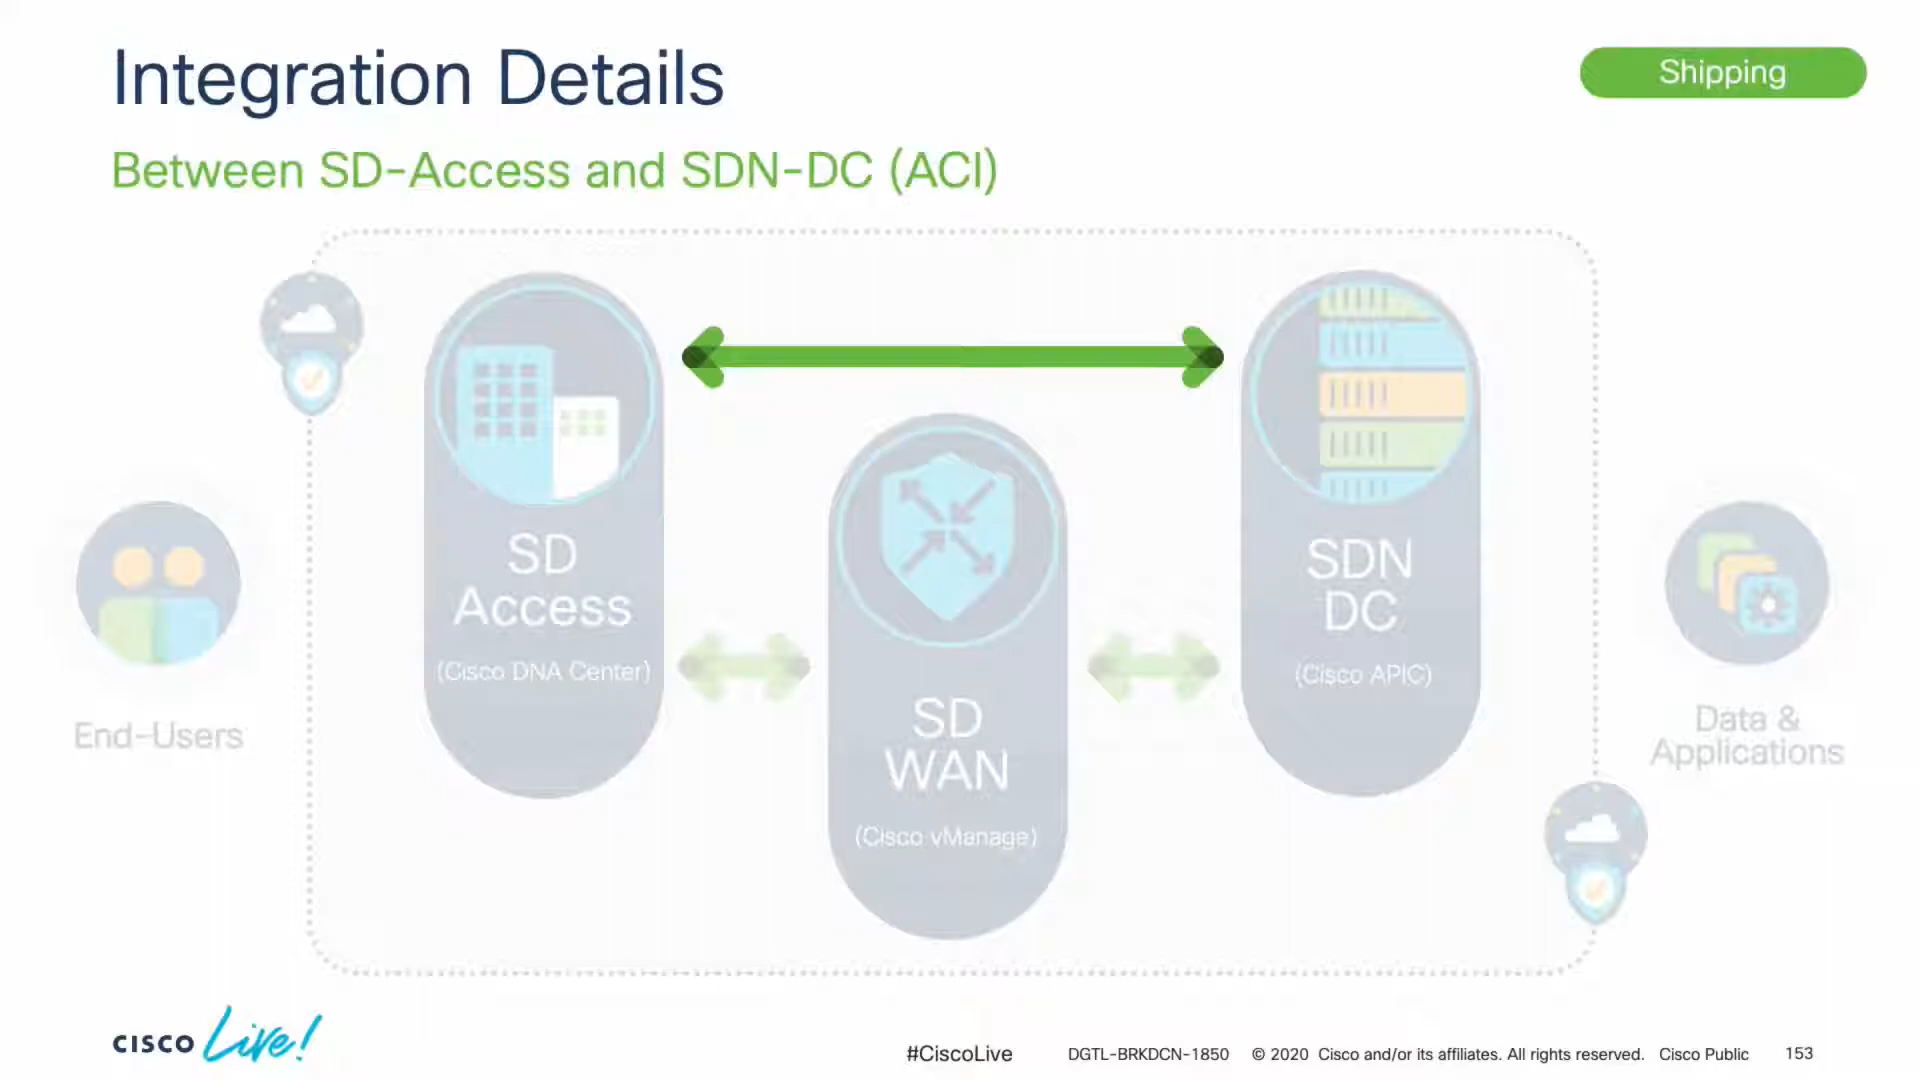 Integration Details
Shipping
Between SD-Access and SDN-DC (ACI)
SD
Access
(Cisco DNA Center)
SDN
DC
(Cisco APIC)
SD
WAN
(Cisco vManage)
End-Users
Data &
Applications
CISCO Live!
#CiscoLive
DGTL-BRKDCN-1850
© 2020 Cisco and/or its affiliates. All rights reserved. Cisco Public
153